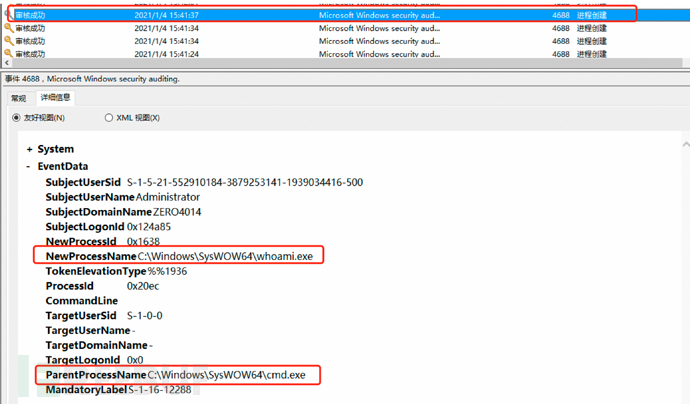 审核成功 2021/1/4 15:41:37 Microsoft Windows security aud... 4688 进程创建
审核成功 2021/1/4 15:41:34 Microsoft Windows security aud... 4688 进程创建
审核成功 2021/1/4 15:41:34 Microsoft Windows security aud... 4688 进程创建
审核成功 2021/1/4 15:41:24 Microsoft Windows security aud... 4688 进程创建
事件 4688，Microsoft Windows security auditing.
常规 详细信息
友好视图(N) XML 视图(X)
+ System
- EventData
SubjectUserSid S-1-5-21-552910184-3879253141-1939034416-500
SubjectUserName Administrator
SubjectDomainName ZERO4014
SubjectLogonId 0x124a85
NewProcessId 0x1638
NewProcessName C:\Windows\SysWOW64\whoami.exe
TokenElevationType %%1936
ProcessId 0x20ec
CommandLine
TargetUserSid S-1-0-0
TargetUserName -
TargetDomainName -
TargetLogonId 0x0
ParentProcessName C:\Windows\SysWOW64\cmd.exe
MandatoryLabel S-1-16-12288